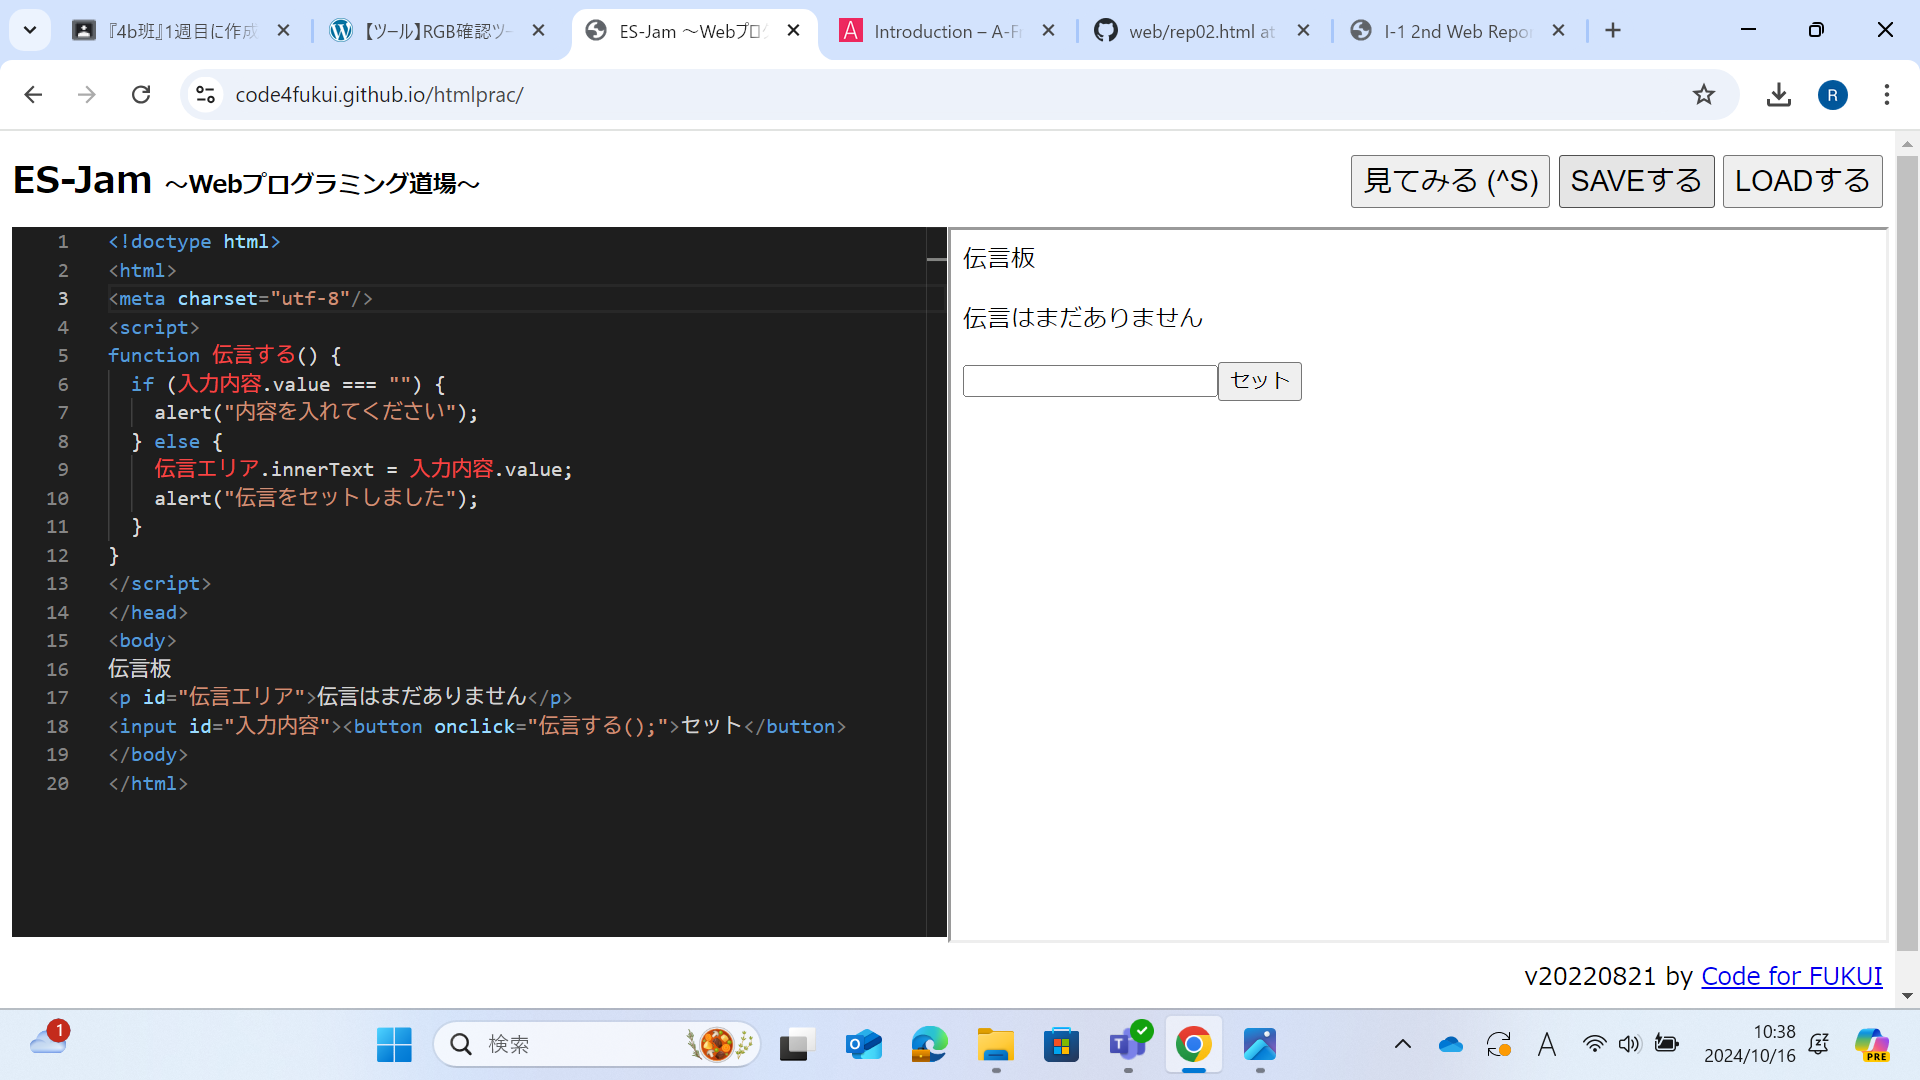 『4b班』1週目に作成
【ツール】RGB確認ツー
ES-Jam ～Webプログ
Introduction – A-Fr
web/rep02.html at
I-1 2nd Web Repor
code4fukui.github.io/htmlprac/
R
ES-Jam ～Webプログラミング道場～
見てみる (^S)
SAVEする
LOADする
1 <!doctype html>
2 <html>
3 <meta charset="utf-8"/>
4 <script>
5 function 伝言する() {
6 if (入力内容.value === "") {
7 alert("内容を入れてください");
8 } else {
9 伝言エリア.innerText = 入力内容.value;
10 alert("伝言をセットしました");
11 }
12 }
13 </script>
14 </head>
15 <body>
16 伝言板
17 <p id="伝言エリア">伝言はまだありません</p>
18 <input id="入力内容"><button onclick="伝言する();">セット</button>
19 </body>
20 </html>
伝言板
伝言はまだありません
セット
v20220821 by Code for FUKUI
1
検索
A
10:38
2024/10/16
PRE